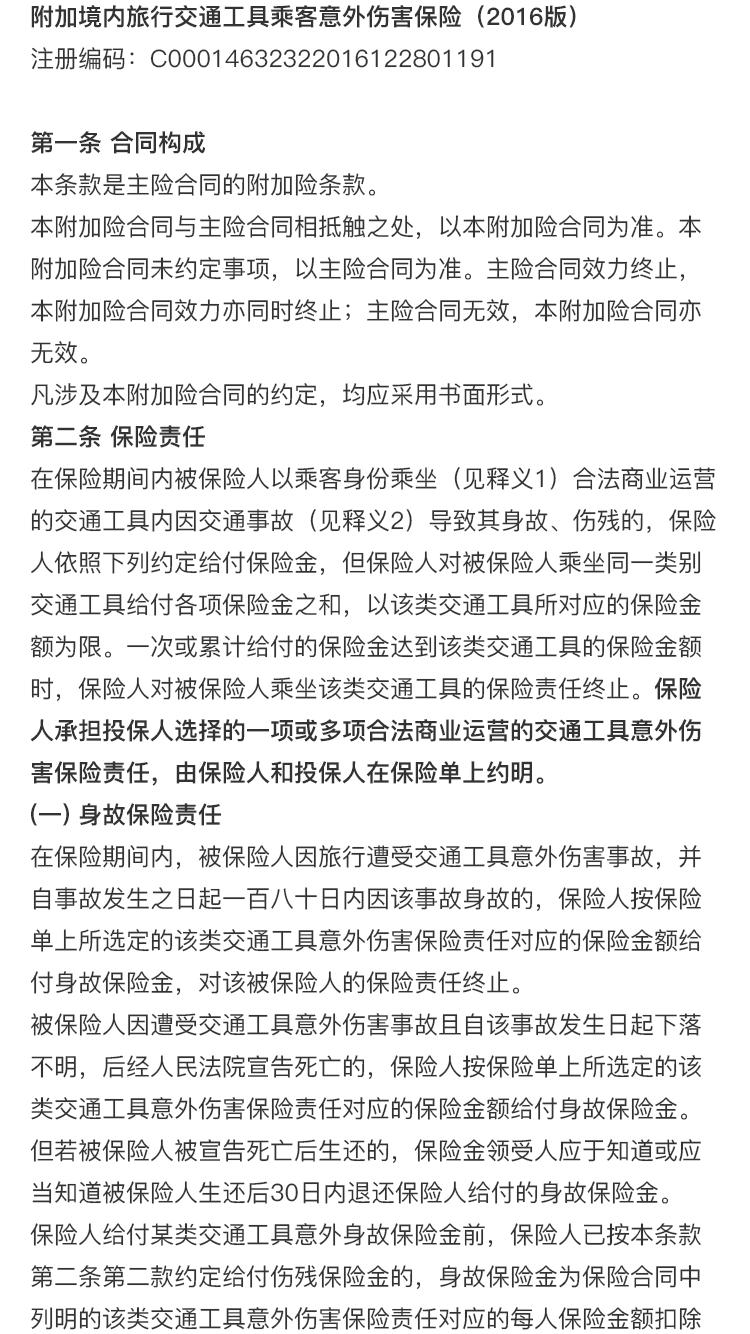 附加境内旅行交通工具乘客意外伤害保险（2016版）
注册编码：C00014632322016122801191
第一条 合同构成
本条款是主险合同的附加险条款。
本附加险合同与主险合同相抵触之处，以本附加险合同为准。本
附加险合同未约定事项，以主险合同为准。主险合同效力终止，
本附加险合同效力亦同时终止；主险合同无效，本附加险合同亦
无效。
凡涉及本附加险合同的约定，均应采用书面形式。
第二条 保险责任
在保险期间内被保险人以乘客身份乘坐（见释义1）合法商业运营
的交通工具内因交通事故（见释义2）导致其身故、伤残的，保险
人依照下列约定给付保险金，但保险人对被保险人乘坐同一类别
交通工具给付各项保险金之和，以该类交通工具所对应的保险金
额为限。一次或累计给付的保险金达到该类交通工具的保险金额
时，保险人对被保险人乘坐该类交通工具的保险责任终止。保险
人承担投保人选择的一项或多项合法商业运营的交通工具意外伤
害保险责任，由保险人和投保人在保险单上约明。
(一) 身故保险责任
在保险期间内，被保险人因旅行遭受交通工具意外伤害事故，并
自事故发生之日起一百八十日内因该事故身故的，保险人按保险
单上所选定的该类交通工具意外伤害保险责任对应的保险金额给
付身故保险金，对该被保险人的保险责任终止。
被保险人因遭受交通工具意外伤害事故且自该事故发生日起下落
不明，后经人民法院宣告死亡的，保险人按保险单上所选定的该
类交通工具意外伤害保险责任对应的保险金额给付身故保险金。
但若被保险人被宣告死亡后生还的，保险金领受人应于知道或应
当知道被保险人生还后30日内退还保险人给付的身故保险金。
保险人给付某类交通工具意外身故保险金前，保险人已按本条款
第二条第二款约定给付伤残保险金的，身故保险金为保险合同中
列明的该类交通工具意外伤害保险责任对应的每人保险金额扣除